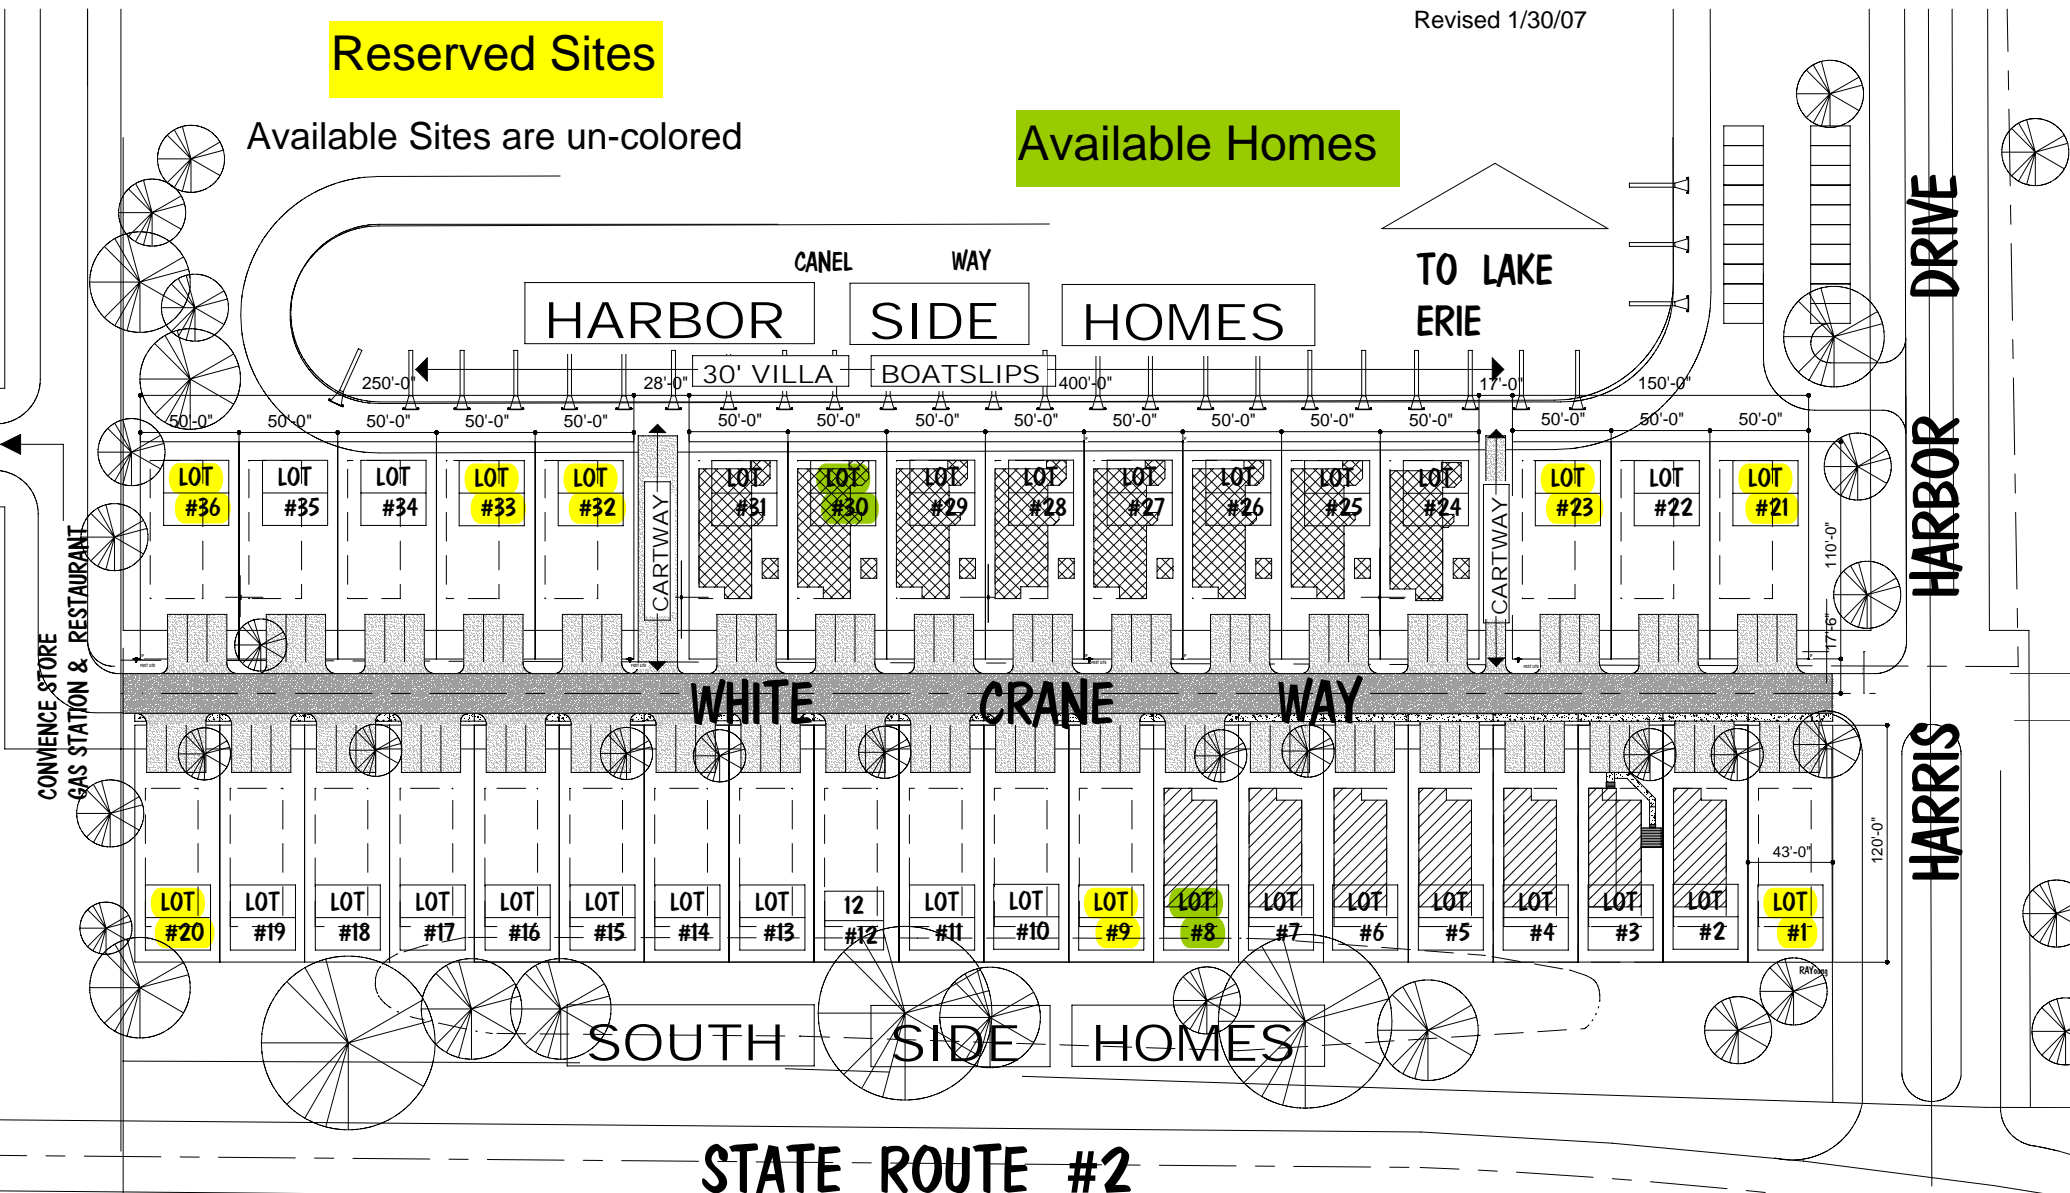 Revised 1/30/07
Reserved Sites
Available Sites are un-colored
Available Homes
CANEL WAY
TO LAKE
ERIE
HARBOR SIDE HOMES
30' VILLA BOATSLIPS
250'-0" 28'-0" 400'-0" 17'-0" 150'-0"
50'-0" 50'-0" 50'-0" 50'-0" 50'-0" 50'-0" 50'-0" 50'-0" 50'-0" 50'-0" 50'-0" 50'-0" 50'-0" 50'-0" 50'-0" 50'-0"
LOT LOT LOT LOT LOT LOT LOT LOT LOT LOT LOT LOT LOT LOT LOT LOT
#36 #35 #34 #33 #32 #31 #30 #29 #28 #27 #26 #25 #24 #23 #22 #21
CARTWAY
CARTWAY
110'-0"
17'-6"
WHITE CRANE WAY
CONVIENCE STORE
GAS STATION & RESTAURANT
HARRIS HARBOR DRIVE
120'-0"
43'-0"
LOT LOT LOT LOT LOT LOT LOT LOT 12 LOT LOT LOT LOT LOT LOT LOT LOT LOT LOT LOT
#20 #19 #18 #17 #16 #15 #14 #13 #12 #11 #10 #9 #8 #7 #6 #5 #4 #3 #2 #1
RAYoung
SOUTH SIDE HOMES
STATE ROUTE #2